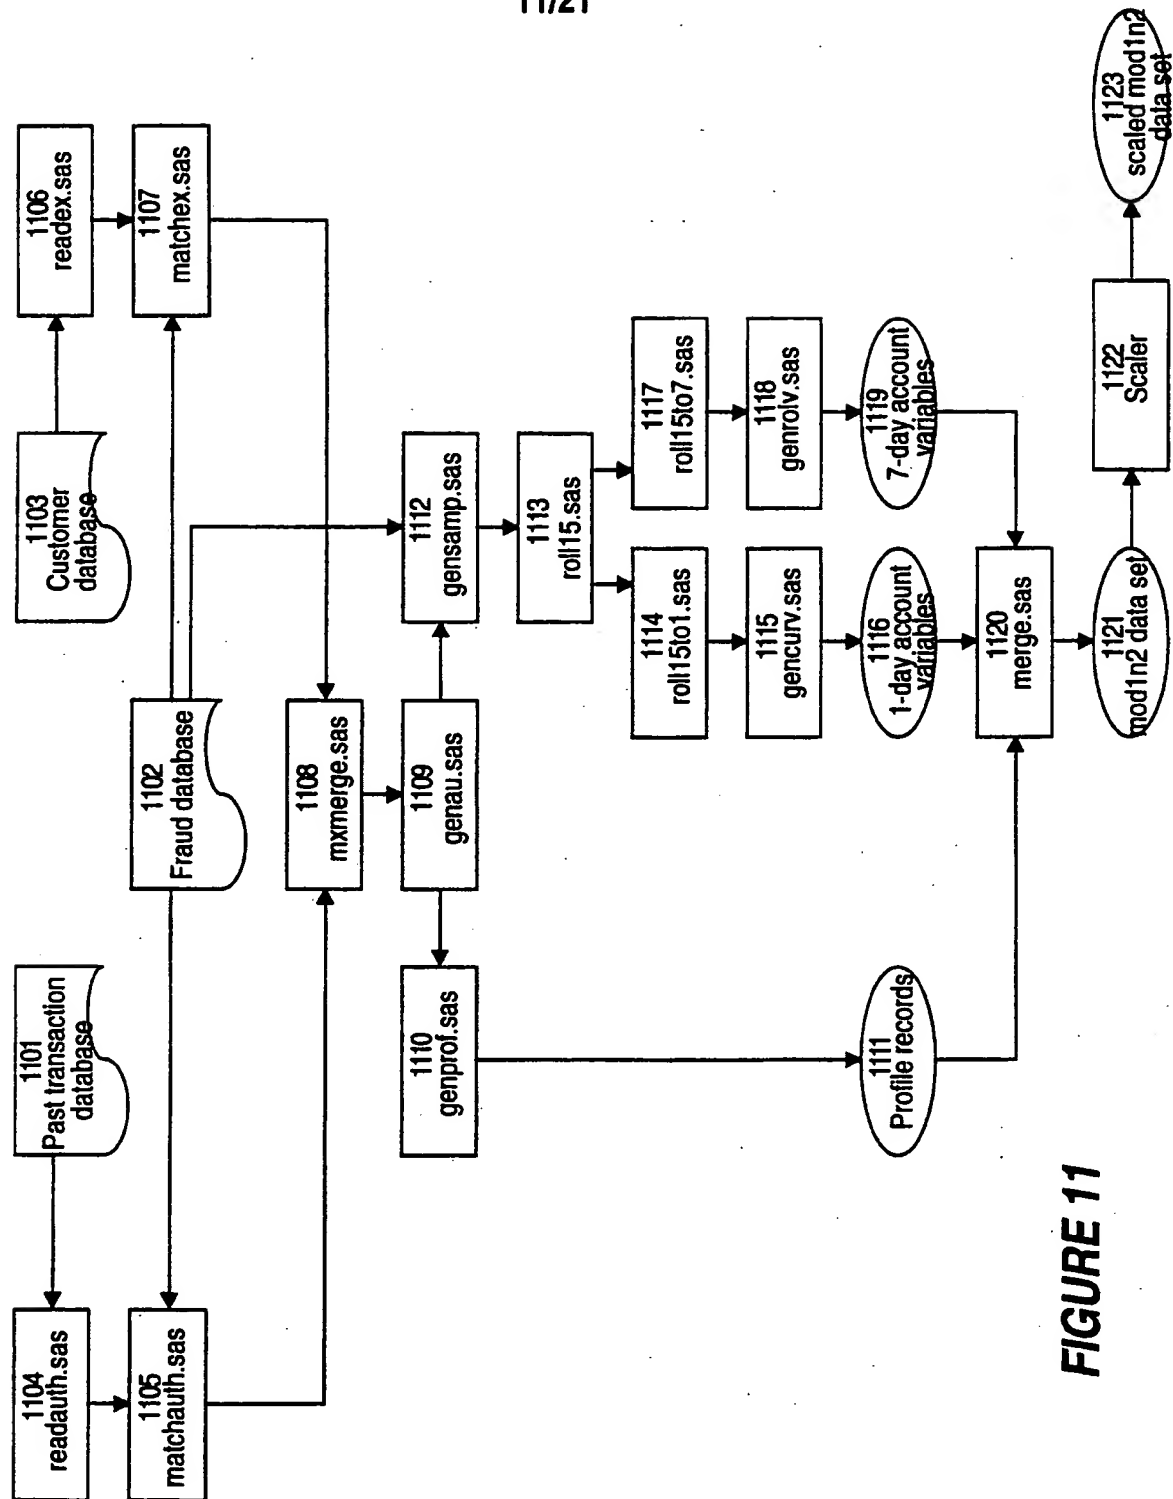 11/21
1101
Past transaction
database
1102
Fraud database
1103
Customer
database
1104
readauth.sas
1105
matchauth.sas
1106
readex.sas
1107
matchex.sas
1108
mxmerge.sas
1109
genau.sas
1110
genprof.sas
1111
Profile records
1112
gensamp.sas
1113
roll15.sas
1114
roll15to1.sas
1115
gencurv.sas
1116
1-day account
variables
1117
roll15to7.sas
1118
genrolv.sas
1119
7-day account
variables
1120
merge.sas
1121
mod1n2 data set
1122
Scaler
1123
scaled mod1n2
data set
FIGURE 11